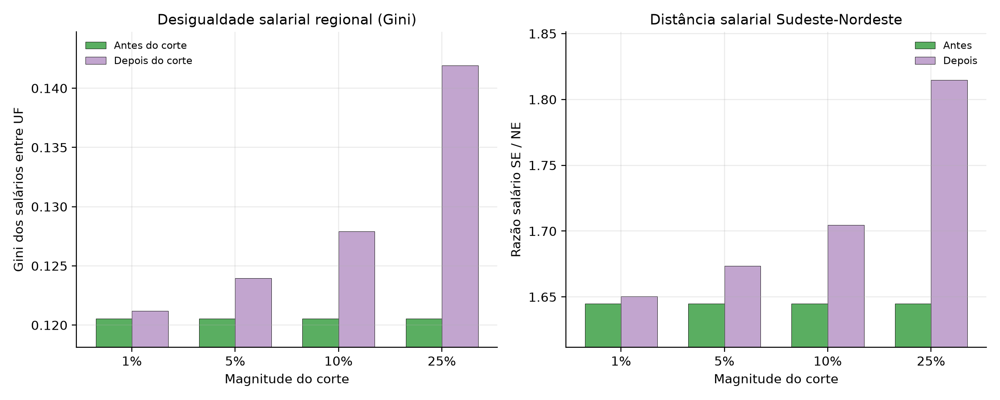 Desigualdade salarial regional (Gini)
Antes do corte
Depois do corte
Gini dos salários entre UF
0.140
0.135
0.130
0.125
0.120
1%
5%
10%
25%
Magnitude do corte
Distância salarial Sudeste-Nordeste
Antes
Depois
Razão salário SE / NE
1.85
1.80
1.75
1.70
1.65
1%
5%
10%
25%
Magnitude do corte